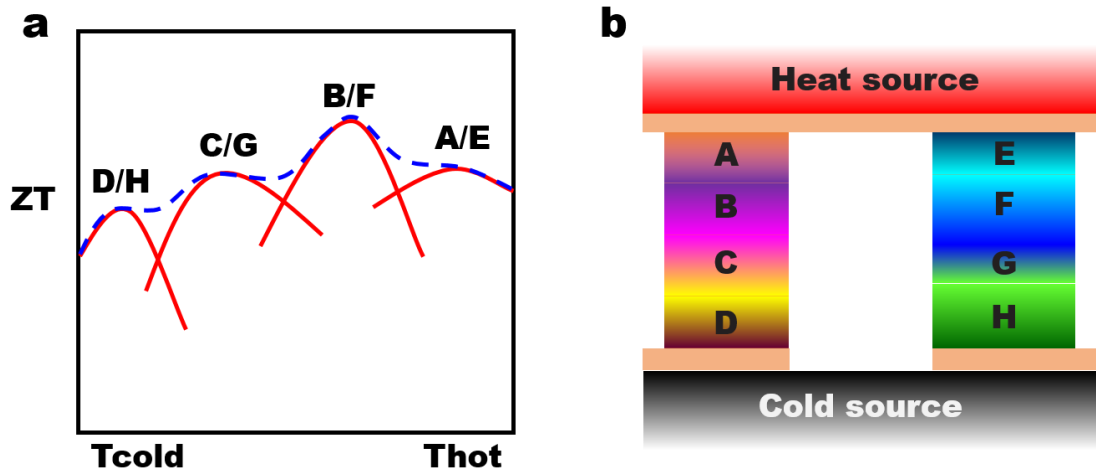 a
ZT
D/H
C/G
B/F
A/E
Tcold
Thot
b
Heat source
A
B
C
D
E
F
G
H
Cold source